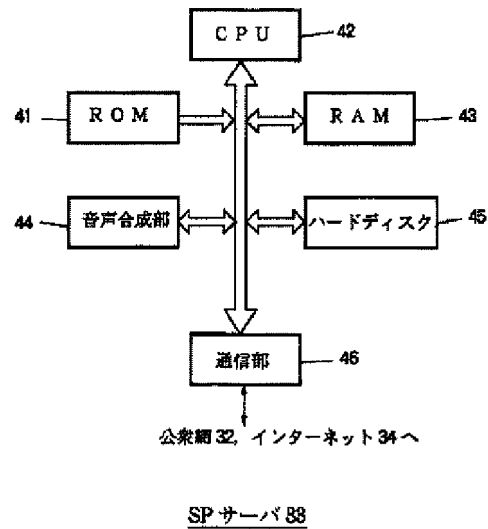 CPU 42
41 ROM RAM 43
44 音声合成部 ハードディスク 45
通信部 46
公衆網32, インターネット34へ
SPサーバ33